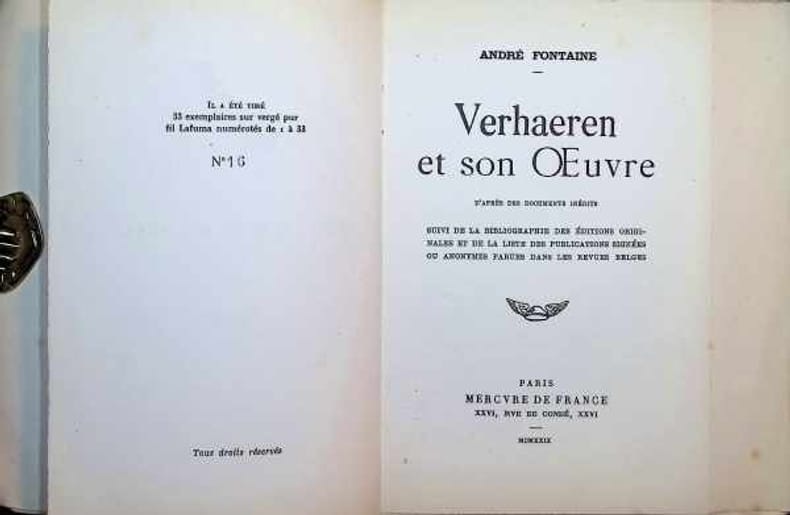 IL A ÉTÉ TIRÉ
33 exemplaires sur vergé pur
fil Lafuma numérotés de 1 à 33
N° 16
Tous droits réservés
ANDRÉ FONTAINE
Verhaeren
et son ŒEuvre
D'APRÈS DES DOCUMENTS INÉDITS
SUIVI DE LA BIBLIOGRAPHIE DES ÉDITIONS ORIGI-
NALES ET DE LA LISTE DES PUBLICATIONS SIGNÉES
OU ANONYMES PARUES DANS LES REVUES BELGES
PARIS
MERCVRE DE FRANCE
XXVI, RVE DE CONDÉ, XXVI
MCMXXIX